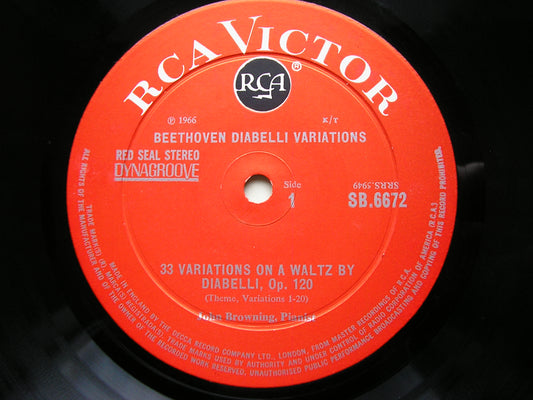 RCA VICTOR
RCA ®
℗ 1966
K/T
BEETHOVEN DIABELLI VARIATIONS
RED SEAL STEREO
DYNAGROOVE
Side
1
SRRS.5949
SB.6672
33 VARIATIONS ON A WALTZ BY
DIABELLI, Op. 120
(Theme, Variations 1-20)
John Browning, Pianist
MADE IN ENGLAND BY THE DECCA RECORD COMPANY LTD., LONDON, FROM MASTER RECORDINGS OF R.C.A.
TRADE MARK(S) (R). MARCA(S) REGISTRADA(S) TRADE MARKS USED BY AUTHORITY AND UNDER CONTROL OF RADIO CORPORATION OF AMERICA (R.C.A.).
ALL RIGHTS OF THE MANUFACTURER AND OF THE OWNER OF THE RECORDED WORK RESERVED. UNAUTHORISED PUBLIC PERFORMANCE BROADCASTING AND COPYING OF THIS RECORD PROHIBITED.